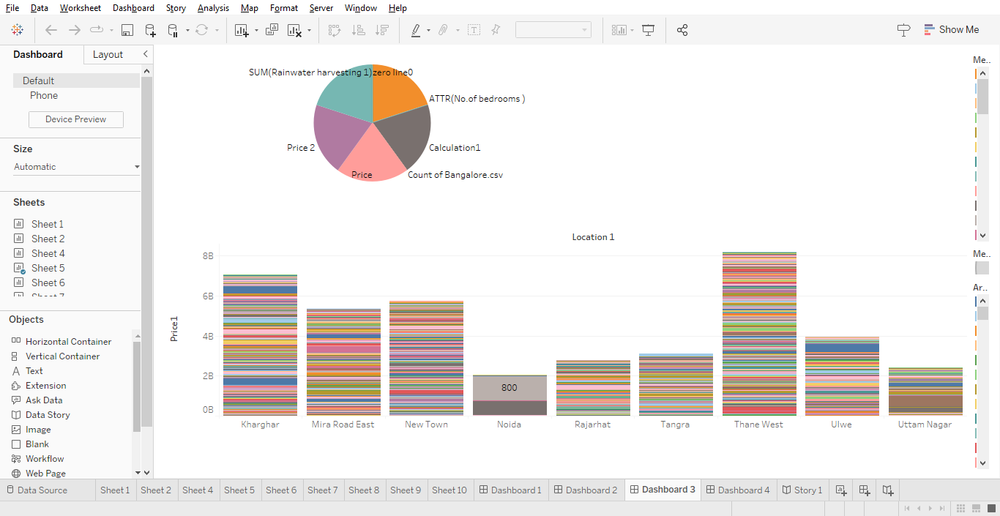 File Data Worksheet Dashboard Story Analysis Map Format Server Window Help
Show Me
Dashboard Layout
Default
Phone
Device Preview
Size
Automatic
Sheets
Sheet 1
Sheet 2
Sheet 4
Sheet 5
Sheet 6
Sheet 7
Objects
Horizontal Container
Vertical Container
Text
Extension
Ask Data
Data Story
Image
Blank
Workflow
Web Page
SUM(Rainwater harvesting 1) zero line0
ATTR(No.of bedrooms )
Price 2
Calculation1
Price
Count of Bangalore.csv
Me..
Me..
Ar..
Location 1
Price1
8B
6B
4B
2B
0B
800
Kharghar Mira Road East New Town Noida Rajarhat Tangra Thane West Ulwe Uttam Nagar
Data Source Sheet 1 Sheet 2 Sheet 4 Sheet 5 Sheet 6 Sheet 7 Sheet 8 Sheet 9 Sheet 10 Dashboard 1 Dashboard 2 Dashboard 3 Dashboard 4 Story 1